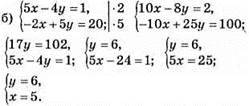 б) {5x − 4y = 1, | · 2 {10x − 8y = 2,
{−2x + 5y = 20; | · 5 {−10x + 25y = 100;
{17y = 102, {y = 6, {y = 6,
{5x − 4y = 1; {5x − 24 = 1; {5x = 25;
{y = 6,
{x = 5.